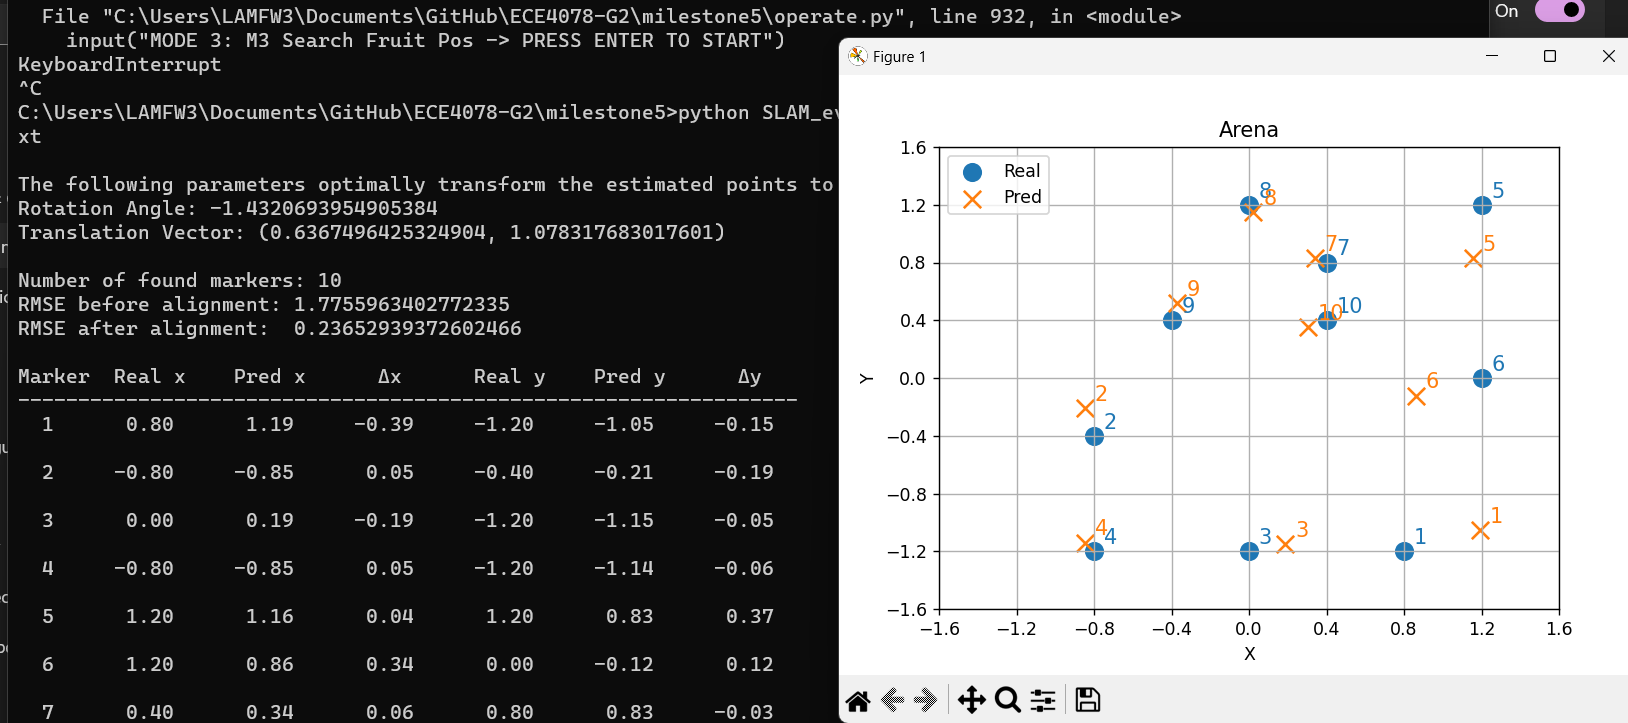 File "C:\Users\LAMFW3\Documents\GitHub\ECE4078-G2\milestone5\operate.py", line 932, in <module>
input("MODE 3: M3 Search Fruit Pos -> PRESS ENTER TO START")
KeyboardInterrupt
^C
C:\Users\LAMFW3\Documents\GitHub\ECE4078-G2\milestone5>python
xt
The following parameters optimally transform the estimated points to
Rotation Angle: -1.4320693954905384
Translation Vector: (0.6367496425324904, 1.078317683017601)
Number of found markers: 10
RMSE before alignment: 1.7755963402772335
RMSE after alignment: 0.23652939372602466
Marker Real x Pred x Δx Real y Pred y Δy
1 0.80 1.19 -0.39 -1.20 -1.05 -0.15
2 -0.80 -0.85 0.05 -0.40 -0.21 -0.19
3 0.00 0.19 -0.19 -1.20 -1.15 -0.05
4 -0.80 -0.85 0.05 -1.20 -1.14 -0.06
5 1.20 1.16 0.04 1.20 0.83 0.37
6 1.20 0.86 0.34 0.00 -0.12 0.12
7 0.40 0.34 0.06 0.80 0.83 -0.03
On
Figure 1
Arena
Real
Pred
1.6
1.2
0.8
0.4
0.0
−0.4
−0.8
−1.2
−1.6
Y
8
8
5
7
7
5
9
9
10
10
6
6
2
2
1
4
4
3
3
1
−1.6 −1.2 −0.8 −0.4 0.0 0.4 0.8 1.2 1.6
X